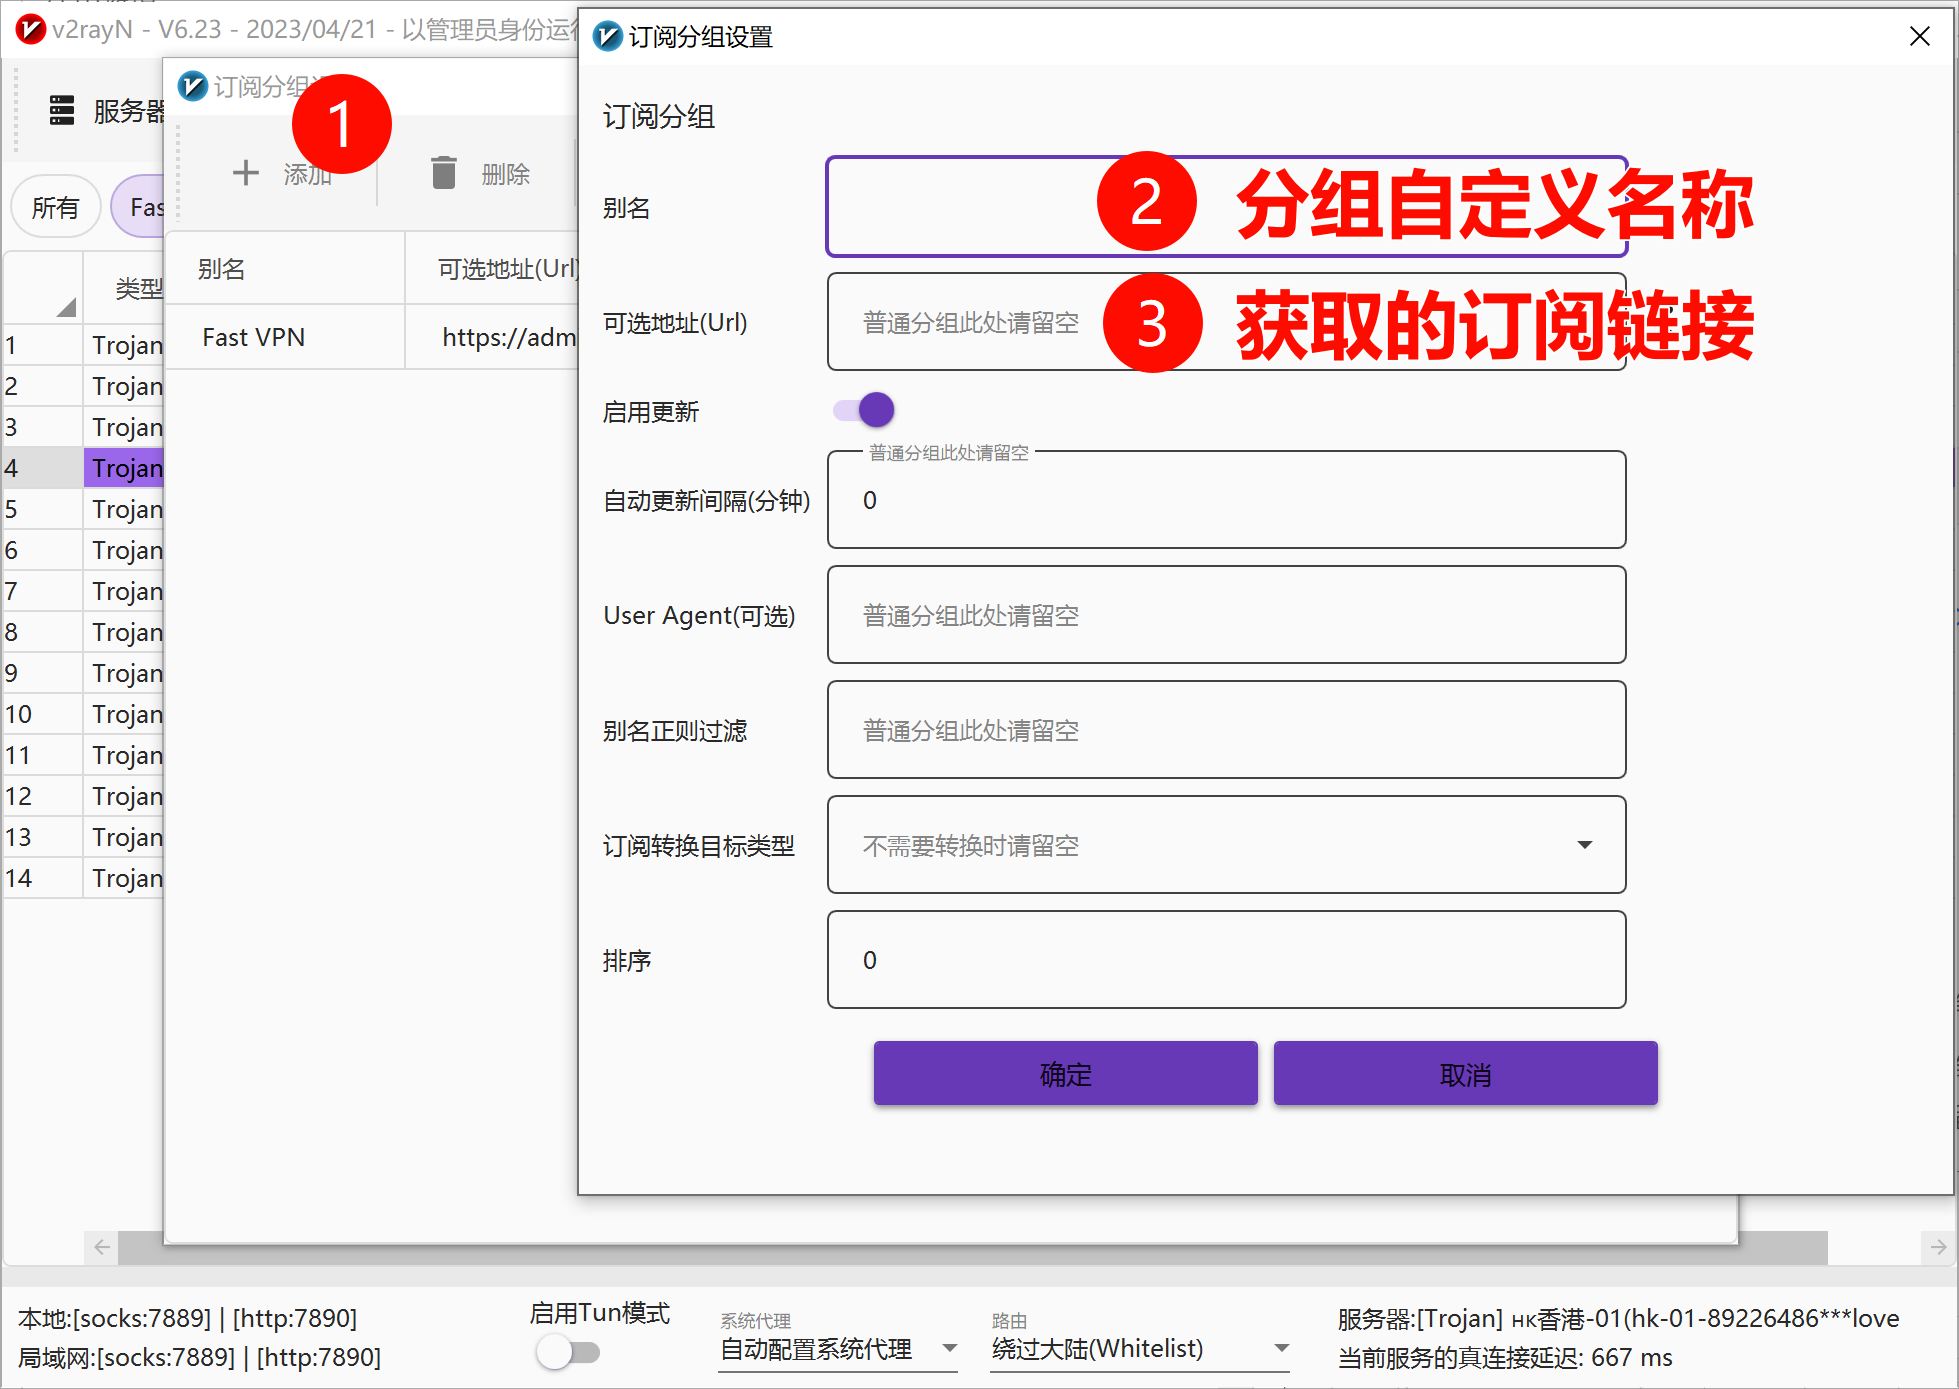 v2rayN - V6.23 - 2023/04/21 - 以管理员身份运行
服务器
所有
Fas
类型
1 Trojan
2 Trojan
3 Trojan
4 Trojan
5 Trojan
6 Trojan
7 Trojan
8 Trojan
9 Trojan
10 Trojan
11 Trojan
12 Trojan
13 Trojan
14 Trojan
订阅分组
1
添加
删除
别名 可选地址(Url)
Fast VPN https://adm
订阅分组设置
订阅分组
别名
2 分组自定义名称
可选地址(Url) 普通分组此处请留空
3 获取的订阅链接
启用更新
普通分组此处请留空
自动更新间隔(分钟) 0
User Agent(可选) 普通分组此处请留空
别名正则过滤 普通分组此处请留空
订阅转换目标类型 不需要转换时请留空
排序 0
确定 取消
本地:[socks:7889] | [http:7890]
局域网:[socks:7889] | [http:7890]
启用Tun模式
系统代理
自动配置系统代理
路由
绕过大陆(Whitelist)
服务器:[Trojan] ʜᴋ香港-01(hk-01-89226486***love
当前服务的真连接延迟: 667 ms